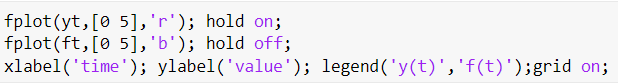 fplot(yt,[0 5],'r'); hold on;
fplot(ft,[0 5],'b'); hold off;
xlabel('time'); ylabel('value'); legend('y(t)','f(t)');grid on;